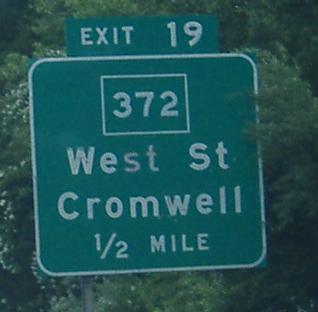 EXIT 19
372
West St
Cromwell
1/2 MILE